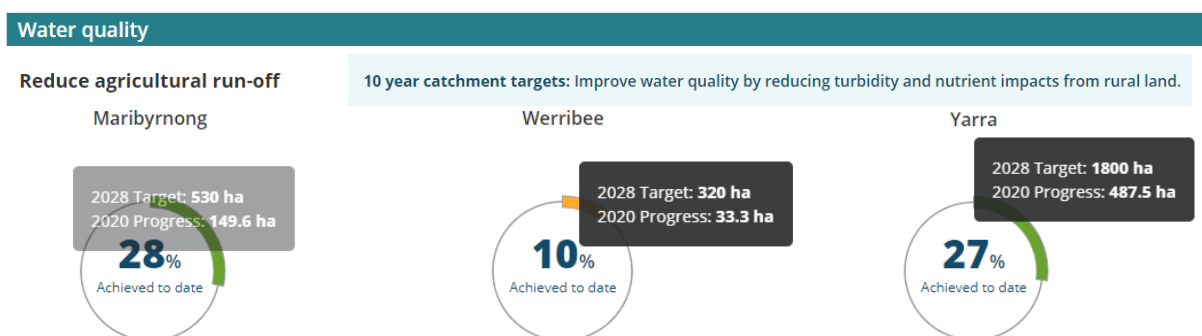 Water quality
Reduce agricultural run-off
10 year catchment targets: Improve water quality by reducing turbidity and nutrient impacts from rural land.
Maribyrnong
2028 Target: 530 ha
2020 Progress: 149.6 ha
28%
Achieved to date
Werribee
2028 Target: 320 ha
2020 Progress: 33.3 ha
10%
Achieved to date
Yarra
2028 Target: 1800 ha
2020 Progress: 487.5 ha
27%
Achieved to date